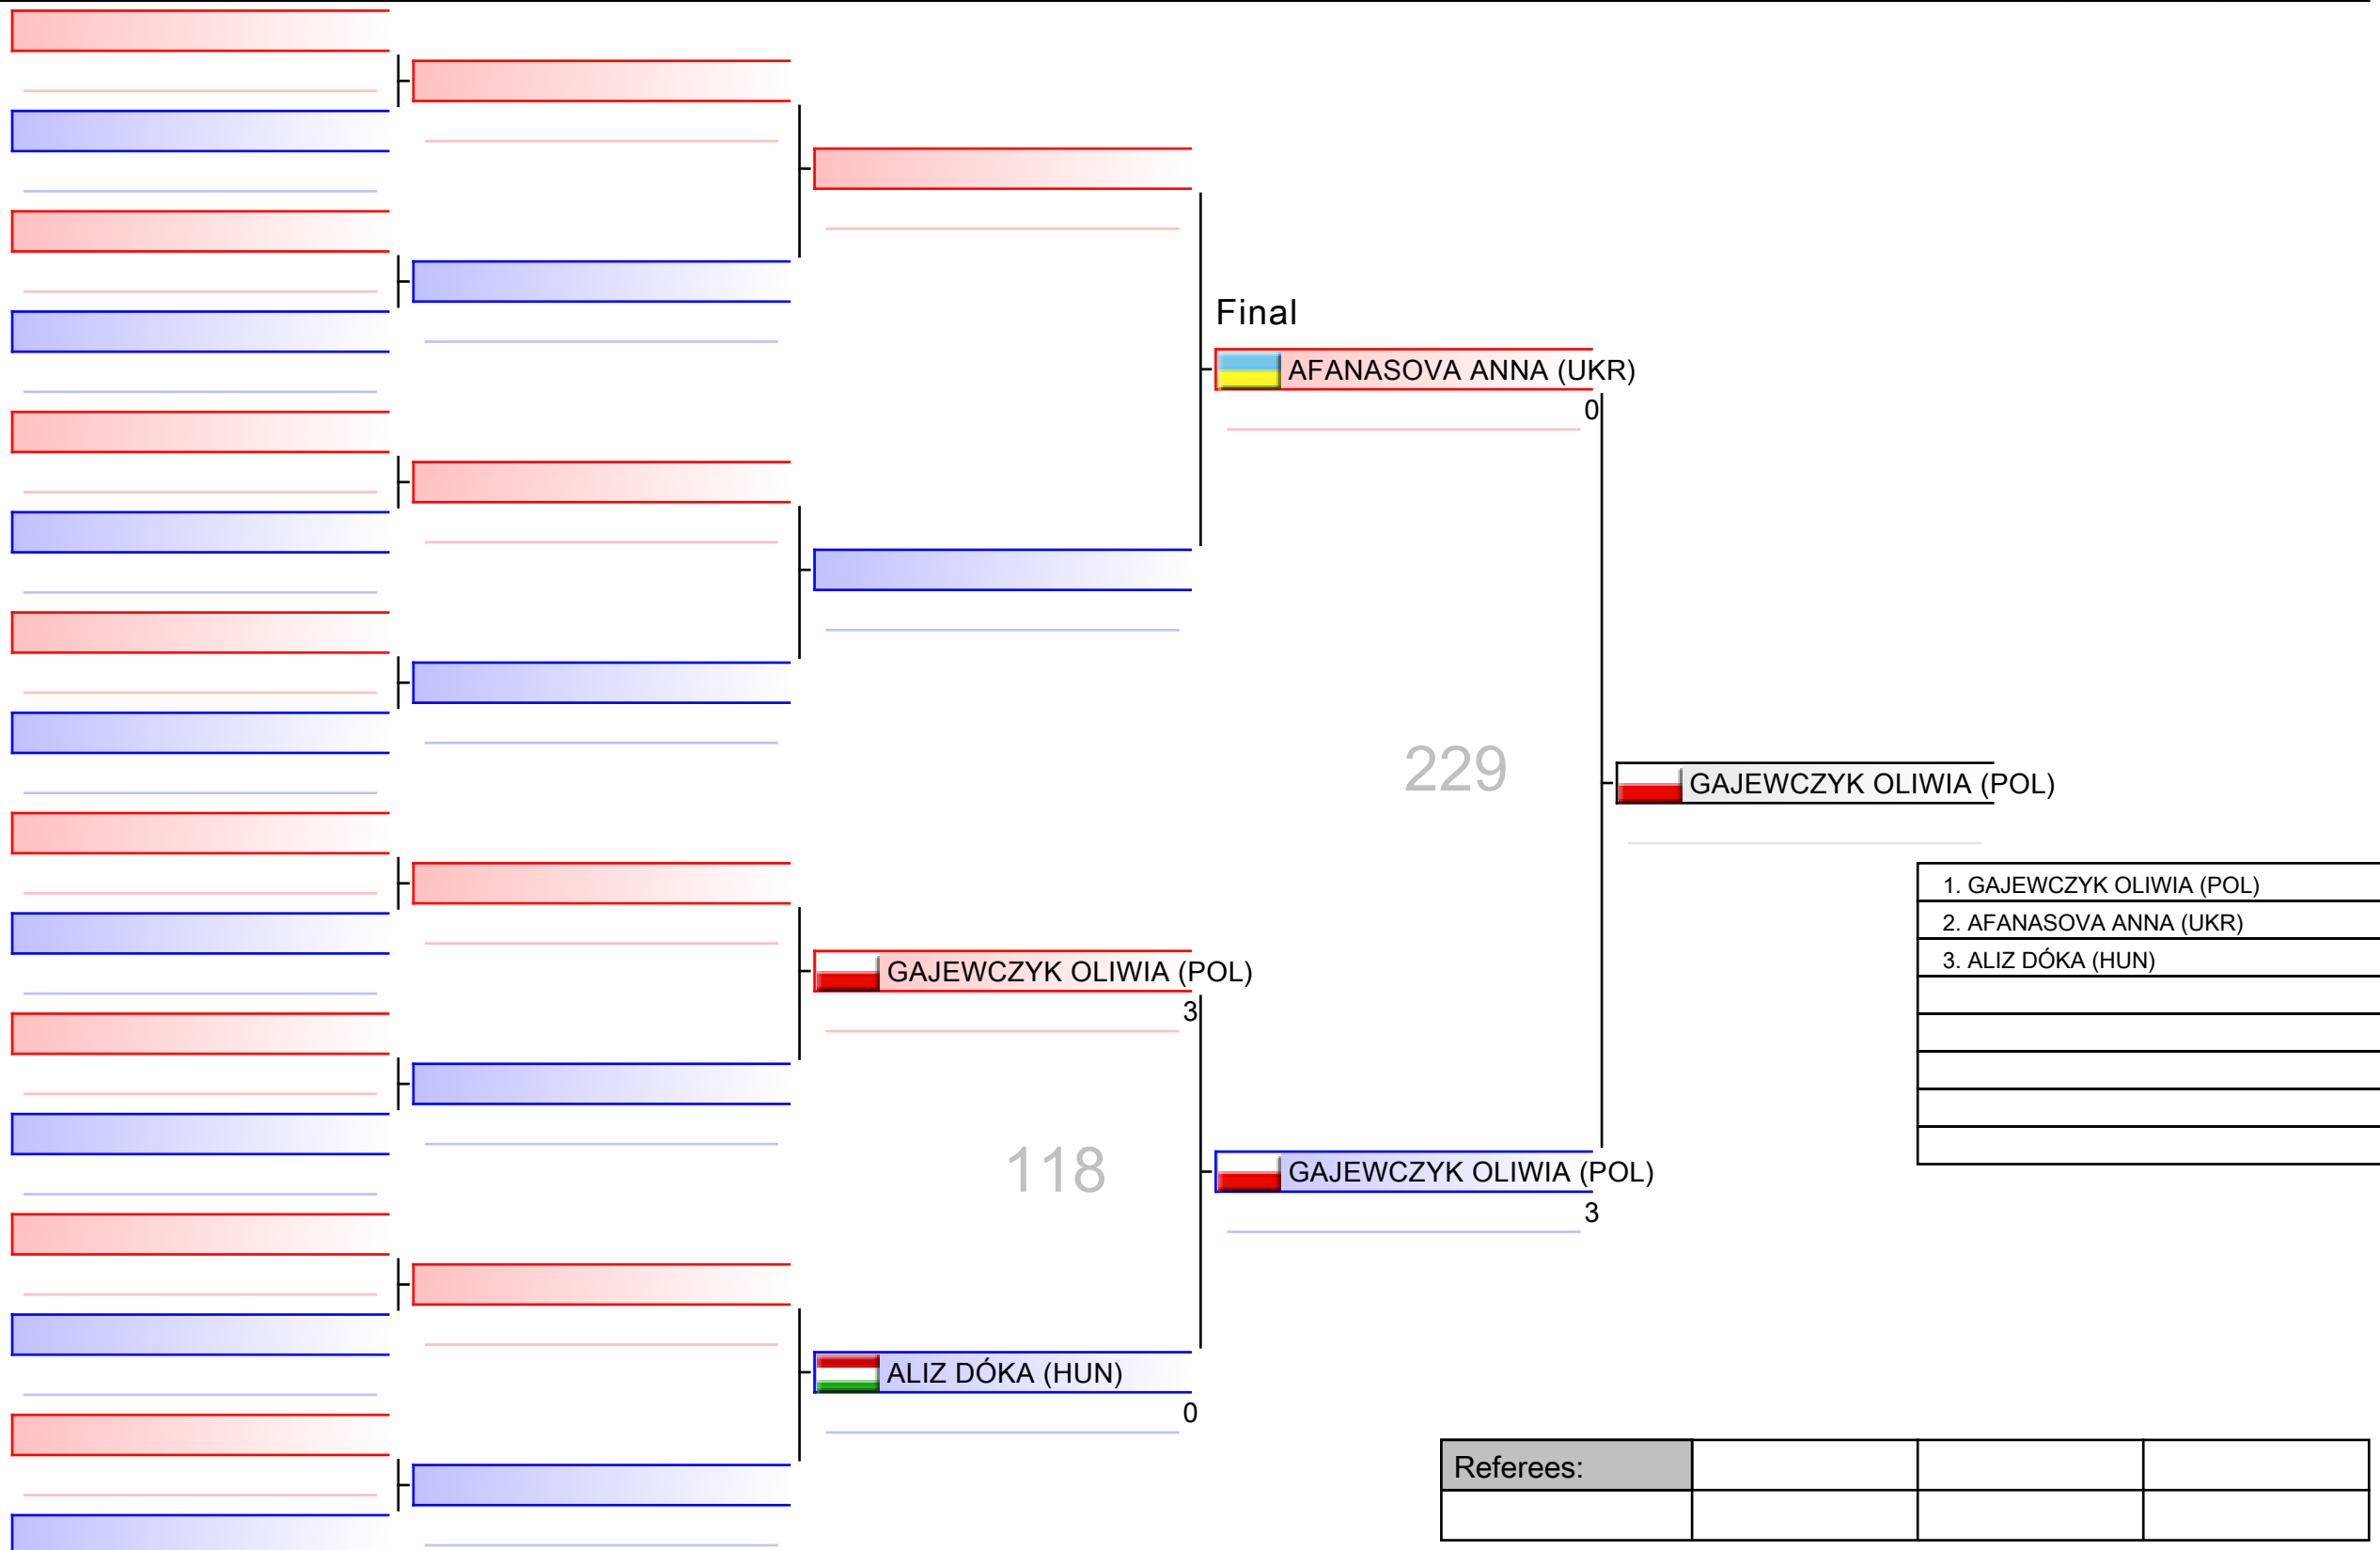 Final
AFANASOVA ANNA (UKR)
0
229
GAJEWCZYK OLIWIA (POL)
1. GAJEWCZYK OLIWIA (POL)
2. AFANASOVA ANNA (UKR)
3. ALIZ DÓKA (HUN)
GAJEWCZYK OLIWIA (POL)
3
118
GAJEWCZYK OLIWIA (POL)
3
ALIZ DÓKA (HUN)
0
Referees: